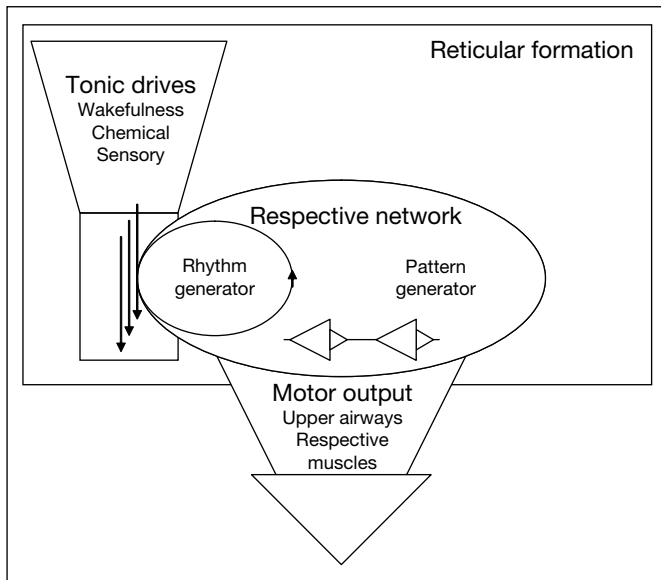 Reticular formation
Tonic drives
Wakefulness
Chemical
Sensory
Respective network
Rhythm
generator
Pattern
generator
Motor output
Upper airways
Respective
muscles